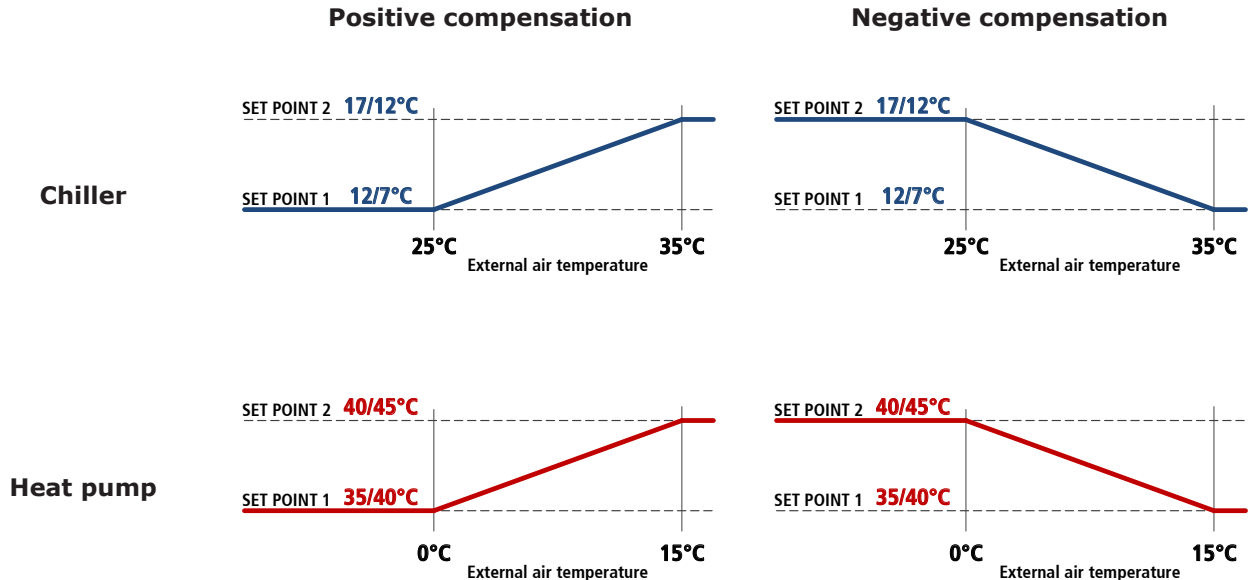 Positive compensation
Negative compensation
Chiller
SET POINT 2 17/12°C
SET POINT 1 12/7°C
25°C 35°C
External air temperature
SET POINT 2 17/12°C
SET POINT 1 12/7°C
25°C 35°C
External air temperature
Heat pump
SET POINT 2 40/45°C
SET POINT 1 35/40°C
0°C 15°C
External air temperature
SET POINT 2 40/45°C
SET POINT 1 35/40°C
0°C 15°C
External air temperature